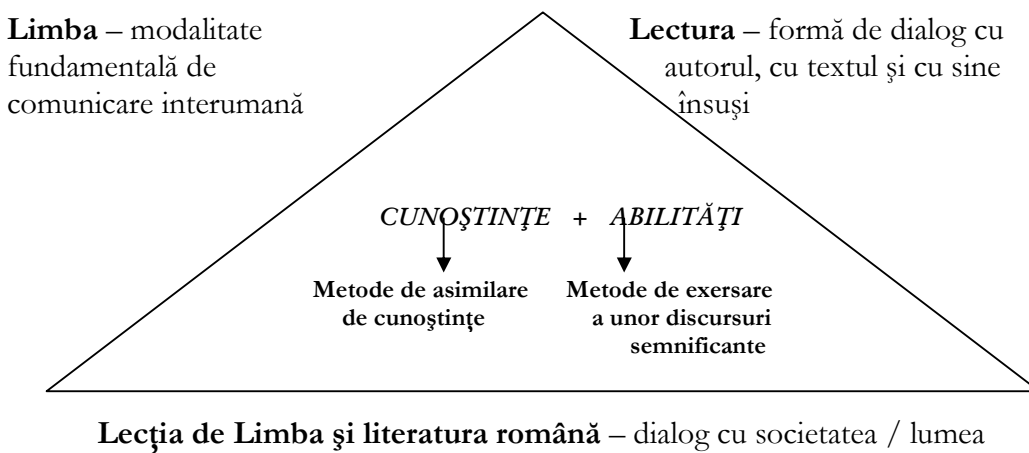 Limba – modalitate
fundamentală de
comunicare interumană
Lectura – formă de dialog cu
autorul, cu textul şi cu sine
însuşi
CUNOŞTINŢE + ABILITĂŢI
Metode de asimilare
de cunoştinţe
Metode de exersare
a unor discursuri
semnificante
Lecţia de Limba şi literatura română – dialog cu societatea / lumea